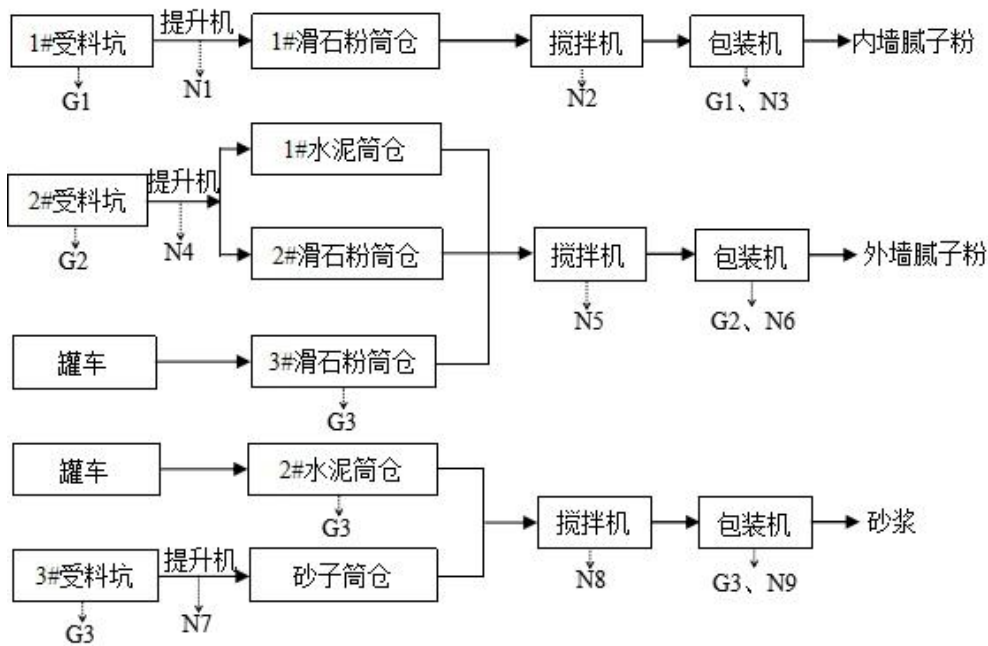 1#受料坑 提升机 1#滑石粉筒仓 搅拌机 包装机 内墙腻子粉
G1 N1 N2 G1、N3
2#受料坑 提升机 1#水泥筒仓
G2 N4 2#滑石粉筒仓 搅拌机 包装机 外墙腻子粉
N5 G2、N6
罐车 3#滑石粉筒仓
G3
罐车 2#水泥筒仓
G3 搅拌机 包装机 砂浆
3#受料坑 提升机 砂子筒仓 N8 G3、N9
G3 N7